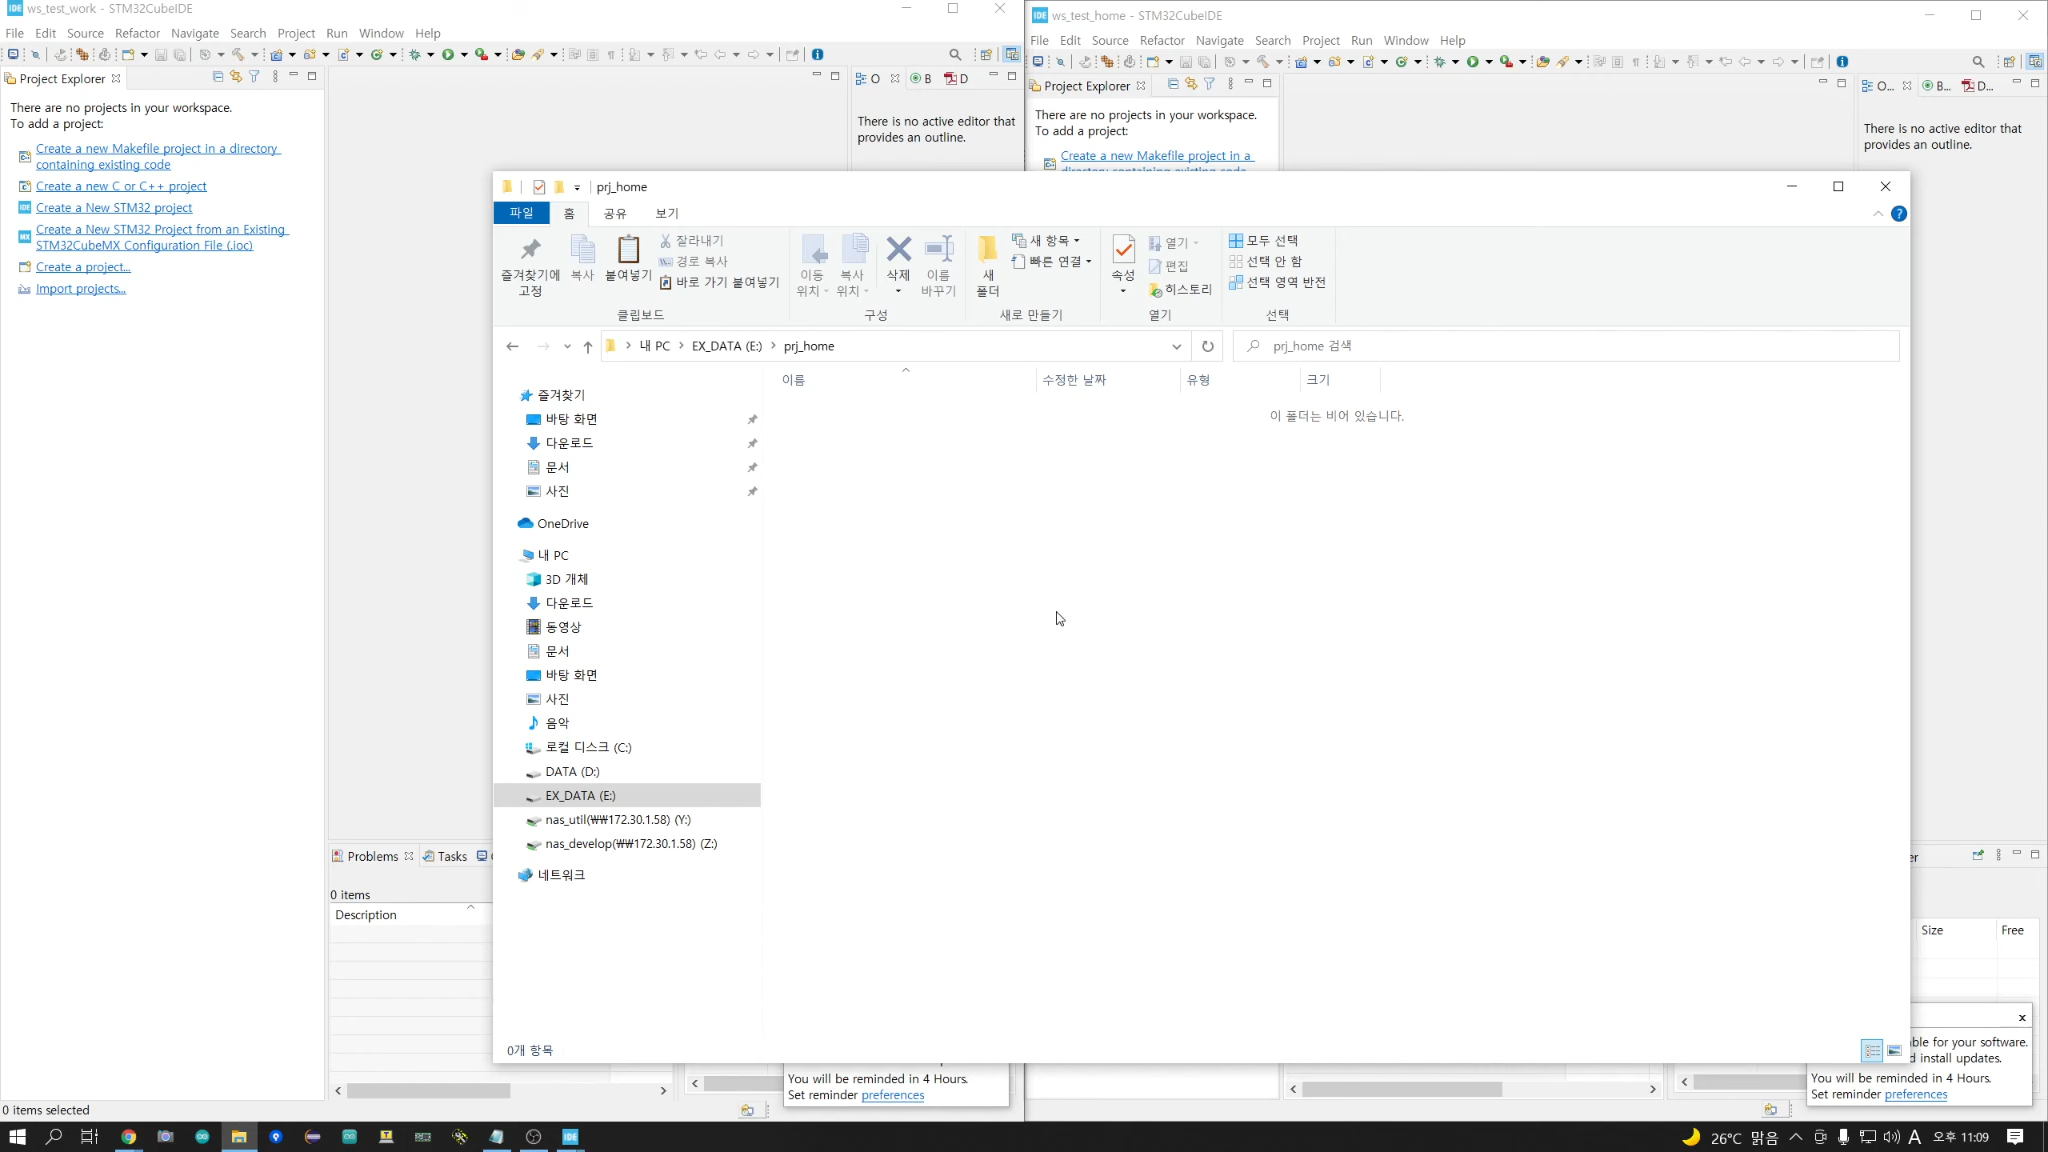 ws_test_work - STM32CubeIDE
File Edit Source Refactor Navigate Search Project Run Window Help
Project Explorer
There are no projects in your workspace.
To add a project:
Create a new Makefile project in a directory
containing existing code
Create a new C or C++ project
Create a New STM32 project
Create a New STM32 Project from an Existing
STM32CubeMX Configuration File (.ioc)
Create a project...
Import projects...
O B D
There is no active editor that
provides an outline.
Problems Tasks
0 items
Description
0 items selected
You will be reminded in 4 Hours.
Set reminder preferences
ws_test_home - STM32CubeIDE
File Edit Source Refactor Navigate Search Project Run Window Help
Project Explorer
There are no projects in your workspace.
To add a project:
Create a new Makefile project in a
directory containing existing code
O... B... D...
There is no active editor that
provides an outline.
er
Size Free
ble for your software.
d install updates.
You will be reminded in 4 Hours.
Set reminder preferences
prj_home
파일 홈 공유 보기
즐겨찾기에
고정
복사
붙여넣기
잘라내기
경로 복사
바로 가기 붙여넣기
클립보드
이동
위치
복사
위치
삭제
이름
바꾸기
구성
새
폴더
새 항목
빠른 연결
새로 만들기
속성
열기
편집
히스토리
열기
모두 선택
선택 안 함
선택 영역 반전
선택
내 PC > EX_DATA (E:) > prj_home
prj_home 검색
이름 수정한 날짜 유형 크기
이 폴더는 비어 있습니다.
즐겨찾기
바탕 화면
다운로드
문서
사진
OneDrive
내 PC
3D 개체
다운로드
동영상
문서
바탕 화면
사진
음악
로컬 디스크 (C:)
DATA (D:)
EX_DATA (E:)
nas_util(₩₩172.30.1.58) (Y:)
nas_develop(₩₩172.30.1.58) (Z:)
네트워크
0개 항목
26°C 맑음 A 오후 11:09